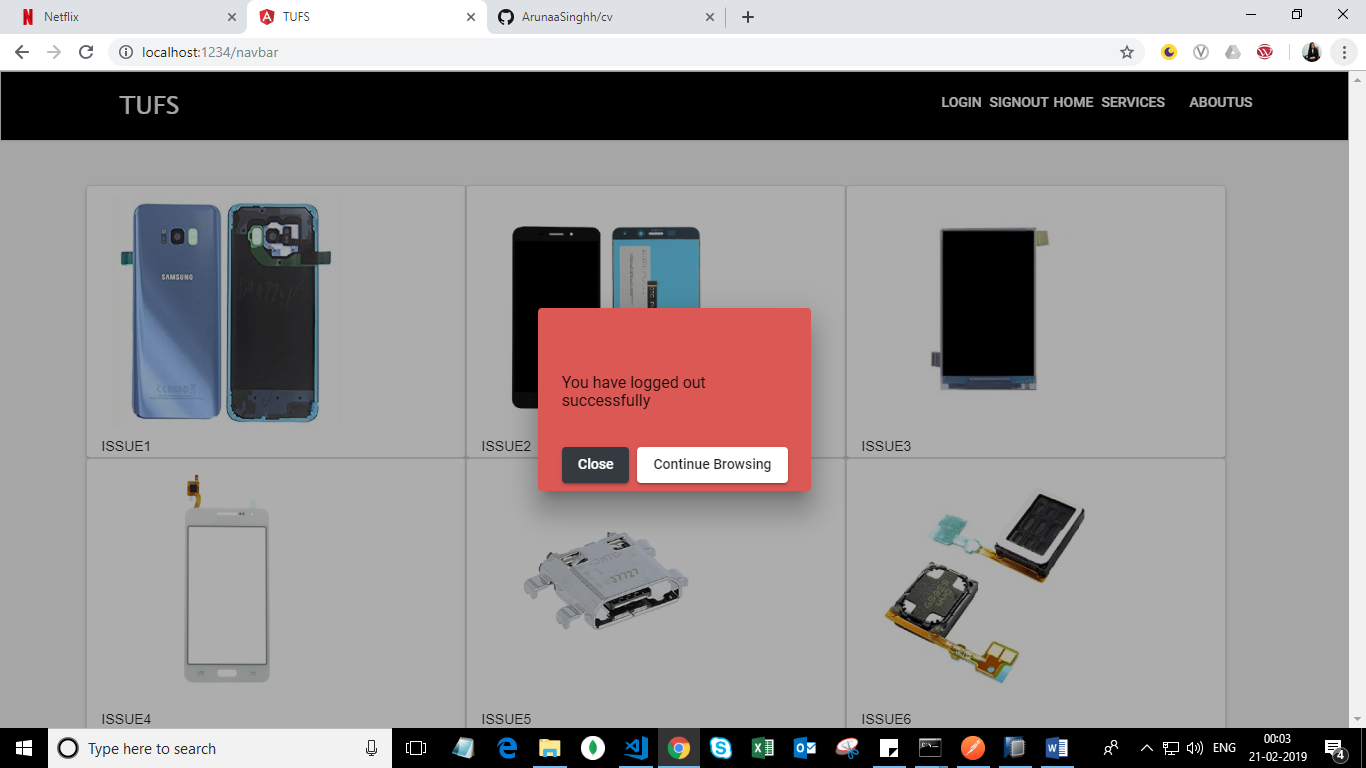 Netflix
TUFS
ArunaaSinghh/cv
localhost:1234/navbar
TUFS
LOGIN SIGNOUT HOME SERVICES ABOUTUS
SAMSUNG
ISSUE1
ISSUE2
ISSUE3
You have logged out
successfully
Close
Continue Browsing
37727
ISSUE4
ISSUE5
ISSUE6
Type here to search
ENG
00:03
21-02-2019
4